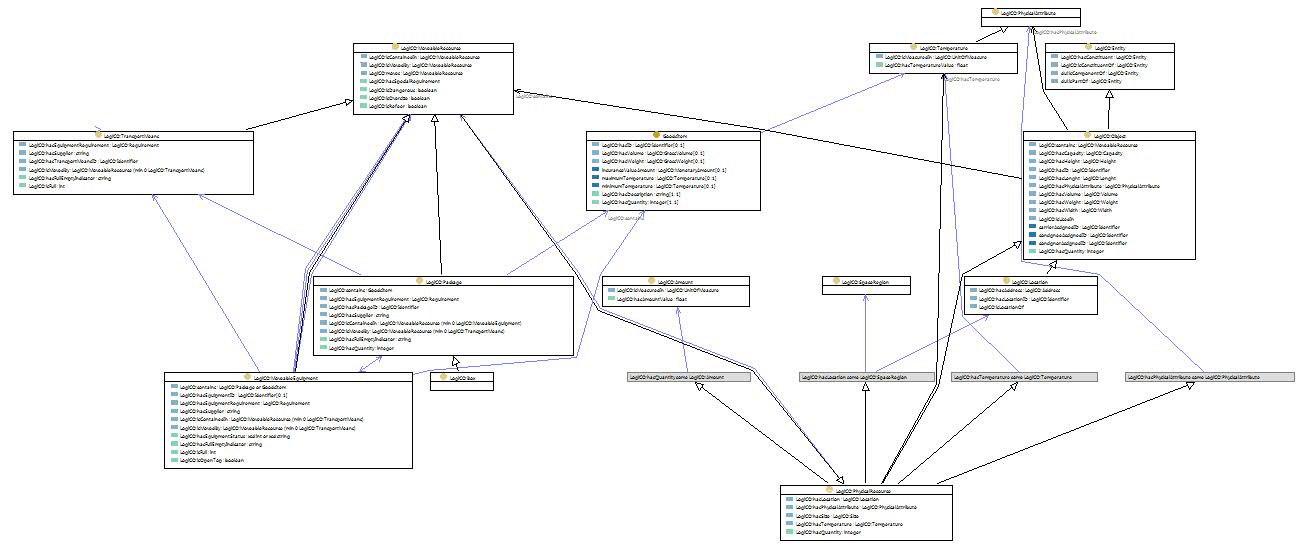 LogiCO:PhysicalAttribute
LogiCO:hasPhysicalAttribute
LogiCO:MoveableResource
LogiCO:isContainedIn : LogiCO:MoveableResource
LogiCO:isMovedBy : LogiCO:MoveableResource
LogiCO:moves : LogiCO:MoveableResource
LogiCO:hasSpecialRequirement
LogiCO:isDangerous : boolean
LogiCO:isOversize : boolean
LogiCO:isReefer : boolean
LogiCO:Temperature
LogiCO:isMeasuredIn : LogiCO:UnitOfMeasure
LogiCO:hasTemperatureValue : float
LogiCO:hasTemperature
LogiCO:Entity
LogiCO:hasConstituent : LogiCO:Entity
LogiCO:isConstituentOf : LogiCO:Entity
dul:isComponentOf : LogiCO:Entity
dul:isPartOf : LogiCO:Entity
LogiCO:TransportMeans
LogiCO:hasEquipmentRequirement : LogiCO:Requirement
LogiCO:hasSupplier : string
LogiCO:hasTransportMeansID : LogiCO:Identifier
LogiCO:isMovedBy : LogiCO:MoveableResource (min 0 LogiCO:TransportMeans)
LogiCO:hasFullEmptyIndicator : string
LogiCO:isFull : int
GoodsItem
LogiCO:hasID : LogiCO:Identifier[0..1]
LogiCO:hasVolume : LogiCO:GrossVolume[0..1]
LogiCO:hasWeight : LogiCO:GrossWeight[0..1]
insuranceValueAmount : LogiCO:MonetaryAmount[0..1]
maximumTemperature : LogiCO:Temperature[0..1]
minimumTemperature : LogiCO:Temperature[0..1]
LogiCO:hasDescription : string[1..1]
LogiCO:hasQuantity : integer[1..1]
LogiCO:contains
LogiCO:Object
LogiCO:contains : LogiCO:MoveableResource
LogiCO:hasCapacity : LogiCO:Capacity
LogiCO:hasHeight : LogiCO:Height
LogiCO:hasID : LogiCO:Identifier
LogiCO:hasLenght : LogiCO:Lenght
LogiCO:hasPhysicalAttribute : LogiCO:PhysicalAttribute
LogiCO:hasVolume : LogiCO:Volume
LogiCO:hasWeight : LogiCO:Weight
LogiCO:hasWidth : LogiCO:Width
LogiCO:isUsedIn
carrierAssignedID : LogiCO:Identifier
consigneeAssignedID : LogiCO:Identifier
consignorAssignedID : LogiCO:Identifier
LogiCO:hasQuantity : integer
LogiCO:Package
LogiCO:contains : GoodsItem
LogiCO:hasEquipmentRequirement : LogiCO:Requirement
LogiCO:hasPackageID : LogiCO:Identifier
LogiCO:hasSupplier : string
LogiCO:isContainedIn : LogiCO:MoveableResource (min 0 LogiCO:MoveableEquipment)
LogiCO:isMovedBy : LogiCO:MoveableResource (min 0 LogiCO:TransportMeans)
LogiCO:hasFullEmptyIndicator : string
LogiCO:hasQuantity : integer
LogiCO:Amount
LogiCO:isMeasuredIn : LogiCO:UnitOfMeasure
LogiCO:hasAmountValue : float
LogiCO:SpaceRegion
LogiCO:Location
LogiCO:hasAddress : LogiCO:Address
LogiCO:hasLocationID : LogiCO:Identifier
LogiCO:isLocationOf
LogiCO:MoveableEquipment
LogiCO:contains : LogiCO:Package or GoodsItem
LogiCO:hasEquipmentID : LogiCO:Identifier[0..1]
LogiCO:hasEquipmentRequirement : LogiCO:Requirement
LogiCO:hasSupplier : string
LogiCO:isContainedIn : LogiCO:MoveableResource (min 0 LogiCO:TransportMeans)
LogiCO:isMovedBy : LogiCO:MoveableResource (min 0 LogiCO:TransportMeans)
LogiCO:hasEquipmentStatus : xsd:int or xsd:string
LogiCO:hasFullEmptyIndicator : string
LogiCO:isFull : int
LogiCO:isOpenTop : boolean
LogiCO:Box
LogiCO:hasQuantity some LogiCO:Amount
LogiCO:hasLocation some LogiCO:SpaceRegion
LogiCO:hasTemperature some LogiCO:Temperature
LogiCO:hasPhysicalAttribute some LogiCO:PhysicalAttribute
LogiCO:PhysicalResource
LogiCO:hasLocation : LogiCO:Location
LogiCO:hasPhysicalAttribute : LogiCO:PhysicalAttribute
LogiCO:hasSize : LogiCO:Size
LogiCO:hasTemperature : LogiCO:Temperature
LogiCO:hasQuantity : integer